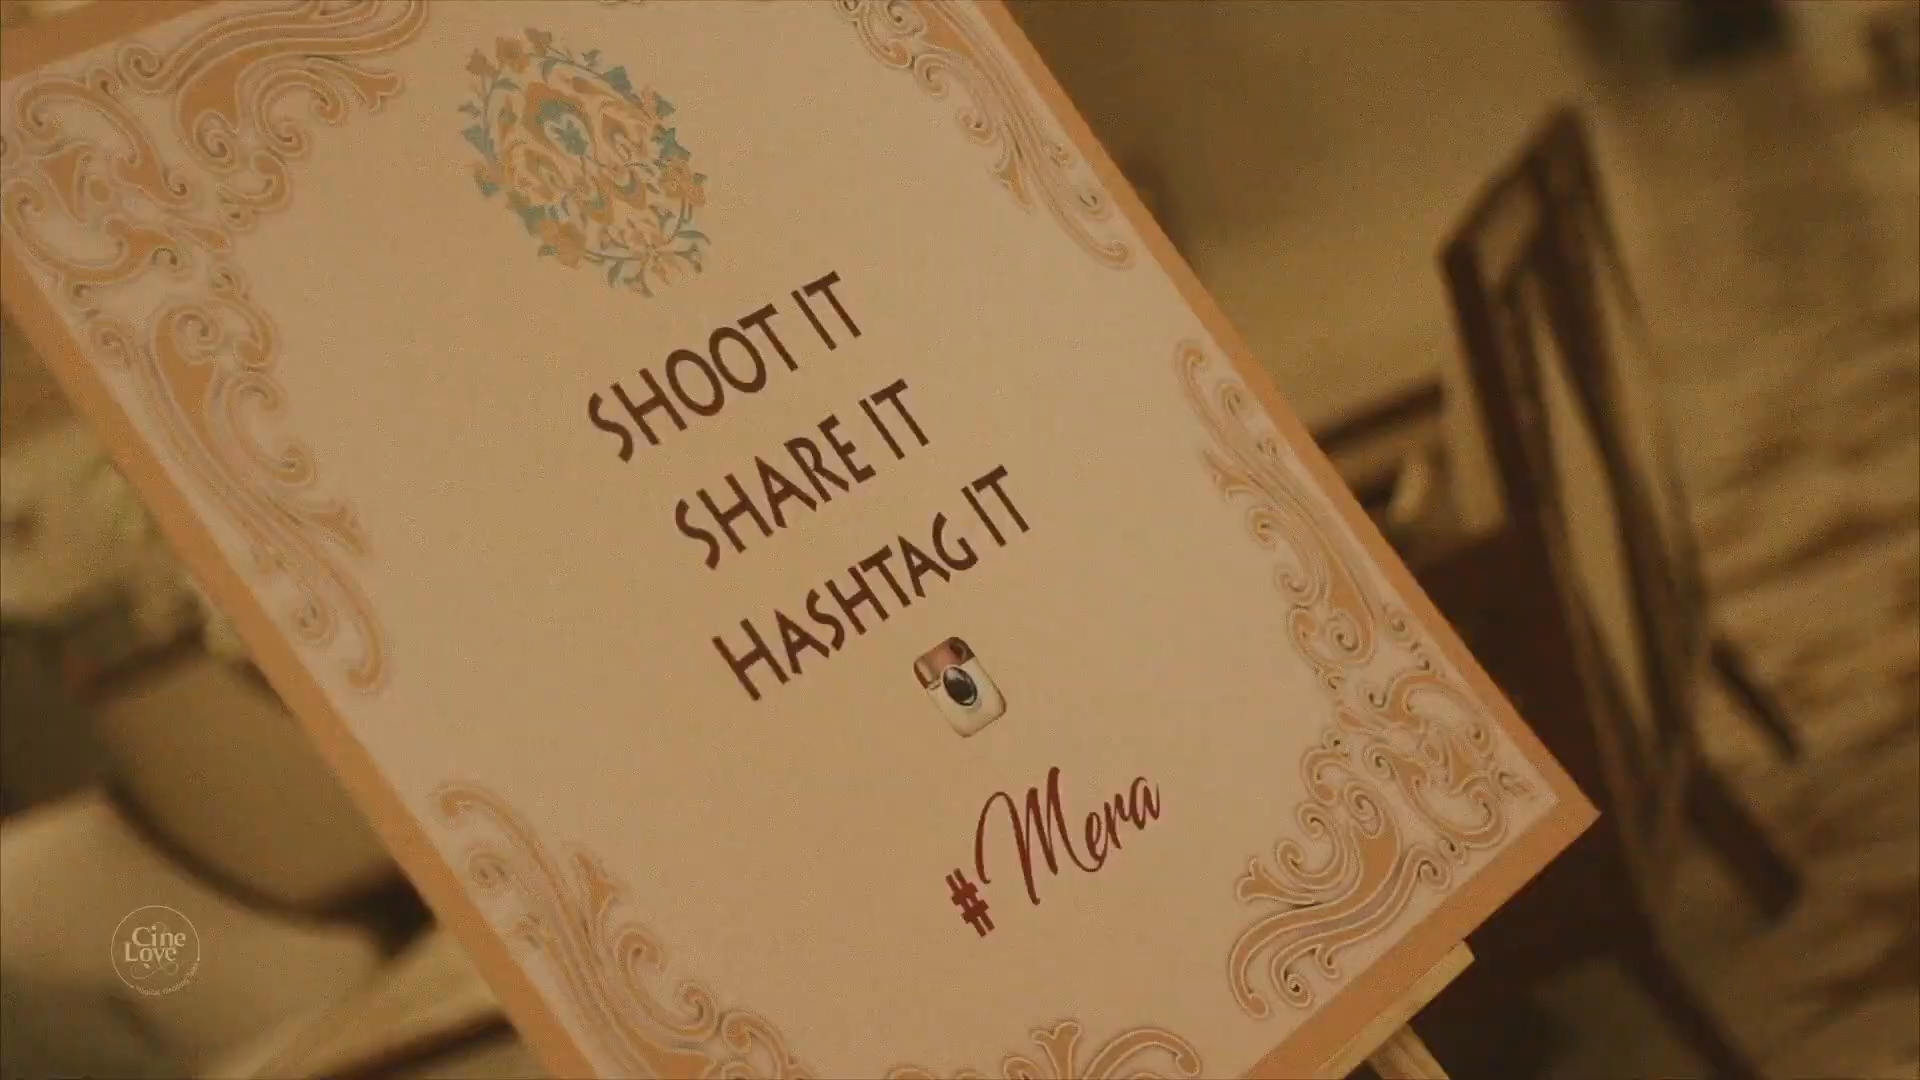 SHOOT IT
SHARE IT
HASHTAG IT
#Mera
Cine
Love